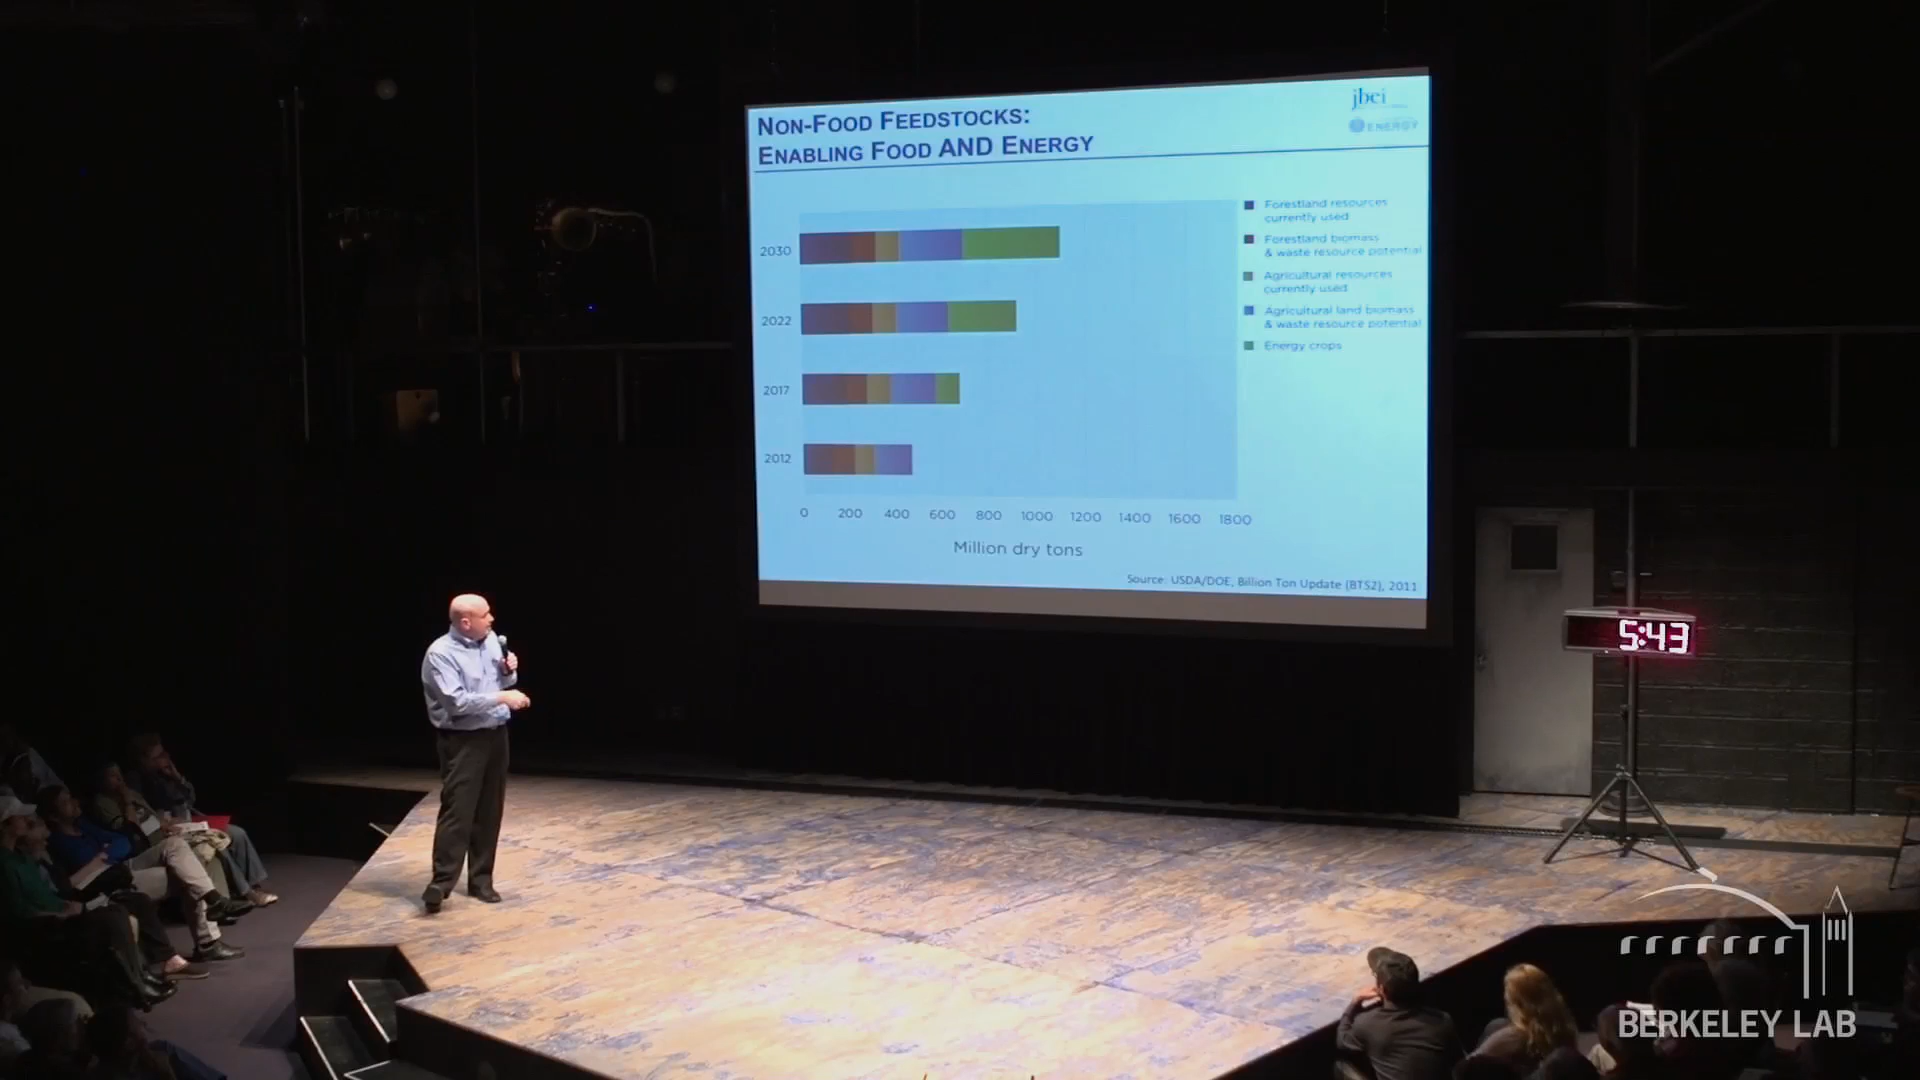 NON-FOOD FEEDSTOCKS:
ENABLING FOOD AND ENERGY
jbei
ENERGY
2030
2022
2017
2012
0 200 400 600 800 1000 1200 1400 1600 1800
Million dry tons
Forestland resources
currently used
Forestland biomass
& waste resource potential
Agricultural resources
currently used
Agricultural land biomass
& waste resource potential
Energy crops
Source: USDA/DOE, Billion Ton Update (BTS2), 2011
5:43
BERKELEY LAB